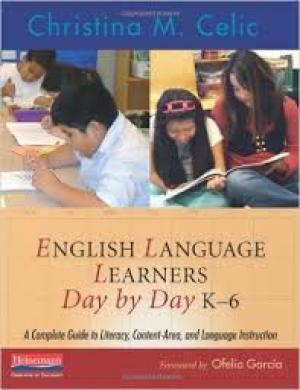 Christina M. Celic
ENGLISH LANGUAGE
LEARNERS
Day by Day K–6
A Complete Guide to Literacy, Content-Area, and Language Instruction
Heinemann
Foreword by Ofelia García